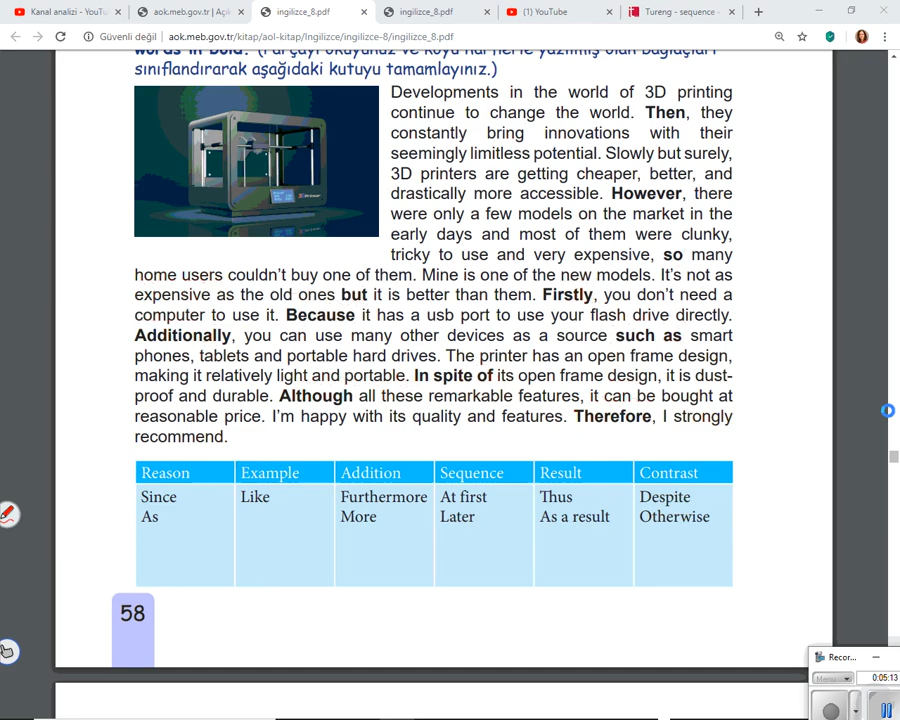 Kanal analizi - YouTu
aok.meb.gov.tr | Açık
ingilizce_8.pdf
ingilizce_8.pdf
(1) YouTube
Tureng - sequence -
Güvenli değil
aok.meb.gov.tr/kitap/aol-kitap/Ingilizce/ingilizce-8/ingilizce_8.pdf
words in bold. (Parçayı okuyunuz ve koyu harflerle yazılmış olan bağlaçları
sınıflandırarak aşağıdaki kutuyu tamamlayınız.)
Developments in the world of 3D printing
continue to change the world. Then, they
constantly bring innovations with their
seemingly limitless potential. Slowly but surely,
3D printers are getting cheaper, better, and
drastically more accessible. However, there
were only a few models on the market in the
early days and most of them were clunky,
tricky to use and very expensive, so many
home users couldn't buy one of them. Mine is one of the new models. It's not as
expensive as the old ones but it is better than them. Firstly, you don't need a
computer to use it. Because it has a usb port to use your flash drive directly.
Additionally, you can use many other devices as a source such as smart
phones, tablets and portable hard drives. The printer has an open frame design,
making it relatively light and portable. In spite of its open frame design, it is dust-
proof and durable. Although all these remarkable features, it can be bought at
reasonable price. I'm happy with its quality and features. Therefore, I strongly
recommend.
Reason Example Addition Sequence Result Contrast
Since Like Furthermore At first Thus Despite
As More Later As a result Otherwise
58
Recor...
Menu
0:05:13